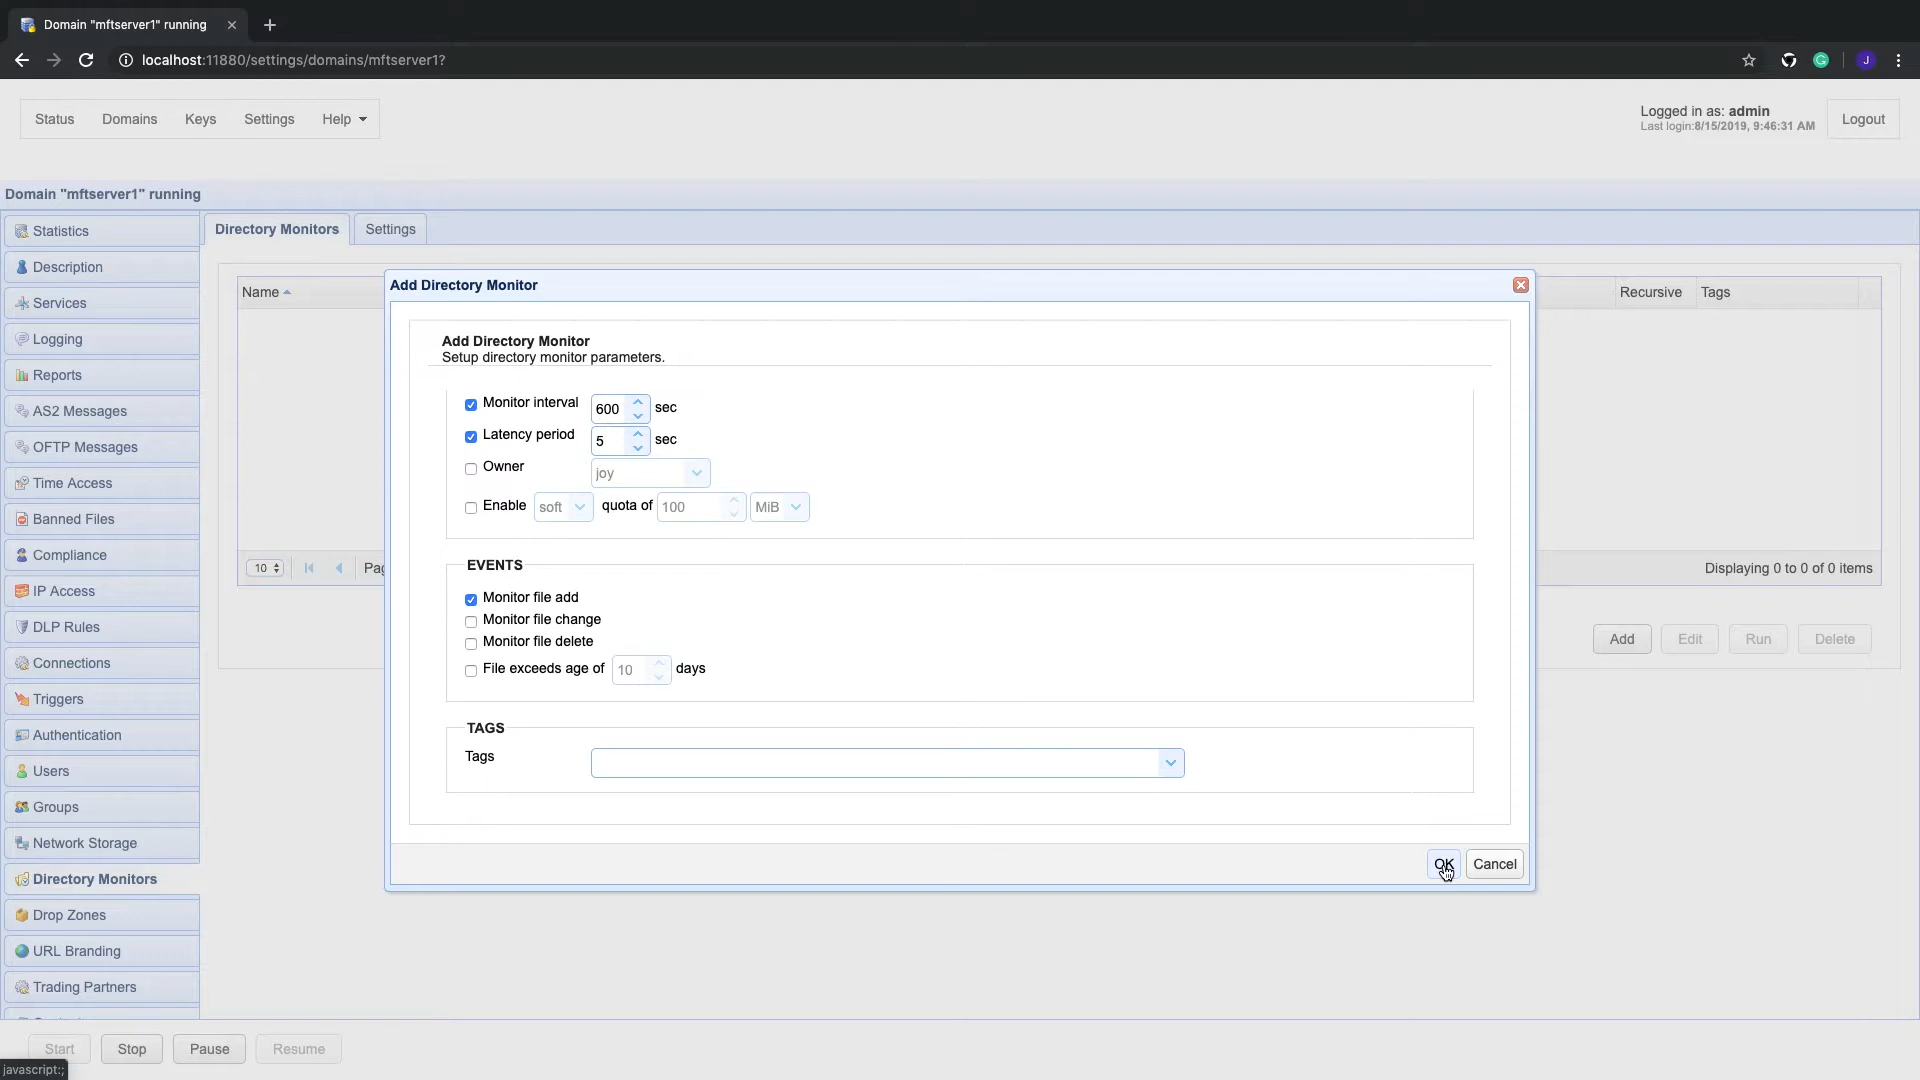 Domain "mftserver1" running
localhost:11880/settings/domains/mftserver1?
J
Status Domains Keys Settings Help
Logged in as: admin
Last login:8/15/2019, 9:46:31 AM
Logout
Domain "mftserver1" running
Statistics
Description
Services
Logging
Reports
AS2 Messages
OFTP Messages
Time Access
Banned Files
Compliance
IP Access
DLP Rules
Connections
Triggers
Authentication
Users
Groups
Network Storage
Directory Monitors
Drop Zones
URL Branding
Trading Partners
Directory Monitors Settings
Name Recursive Tags
10 Pag Displaying 0 to 0 of 0 items
Add Edit Run Delete
Add Directory Monitor
Add Directory Monitor
Setup directory monitor parameters.
Monitor interval 600 sec
Latency period 5 sec
Owner joy
Enable soft quota of 100 MiB
EVENTS
Monitor file add
Monitor file change
Monitor file delete
File exceeds age of 10 days
TAGS
Tags
OK Cancel
Start Stop Pause Resume
javascript:;